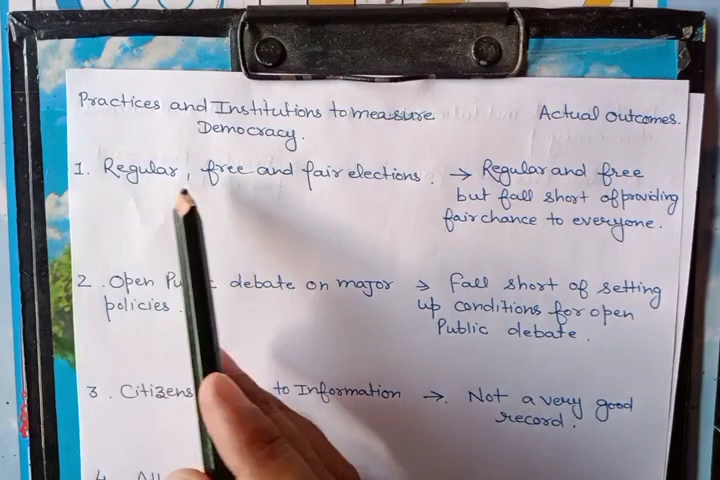 Practices and Institutions to measure Actual outcomes.
Democracy.
1. Regular, free and fair elections. → Regular and free
but fall short of providing
fair chance to everyone.
2. Open debate on major → fall short of setting
policies. up conditions for open
Public debate.
3. Citizens to Information → Not a very good
record.
4.